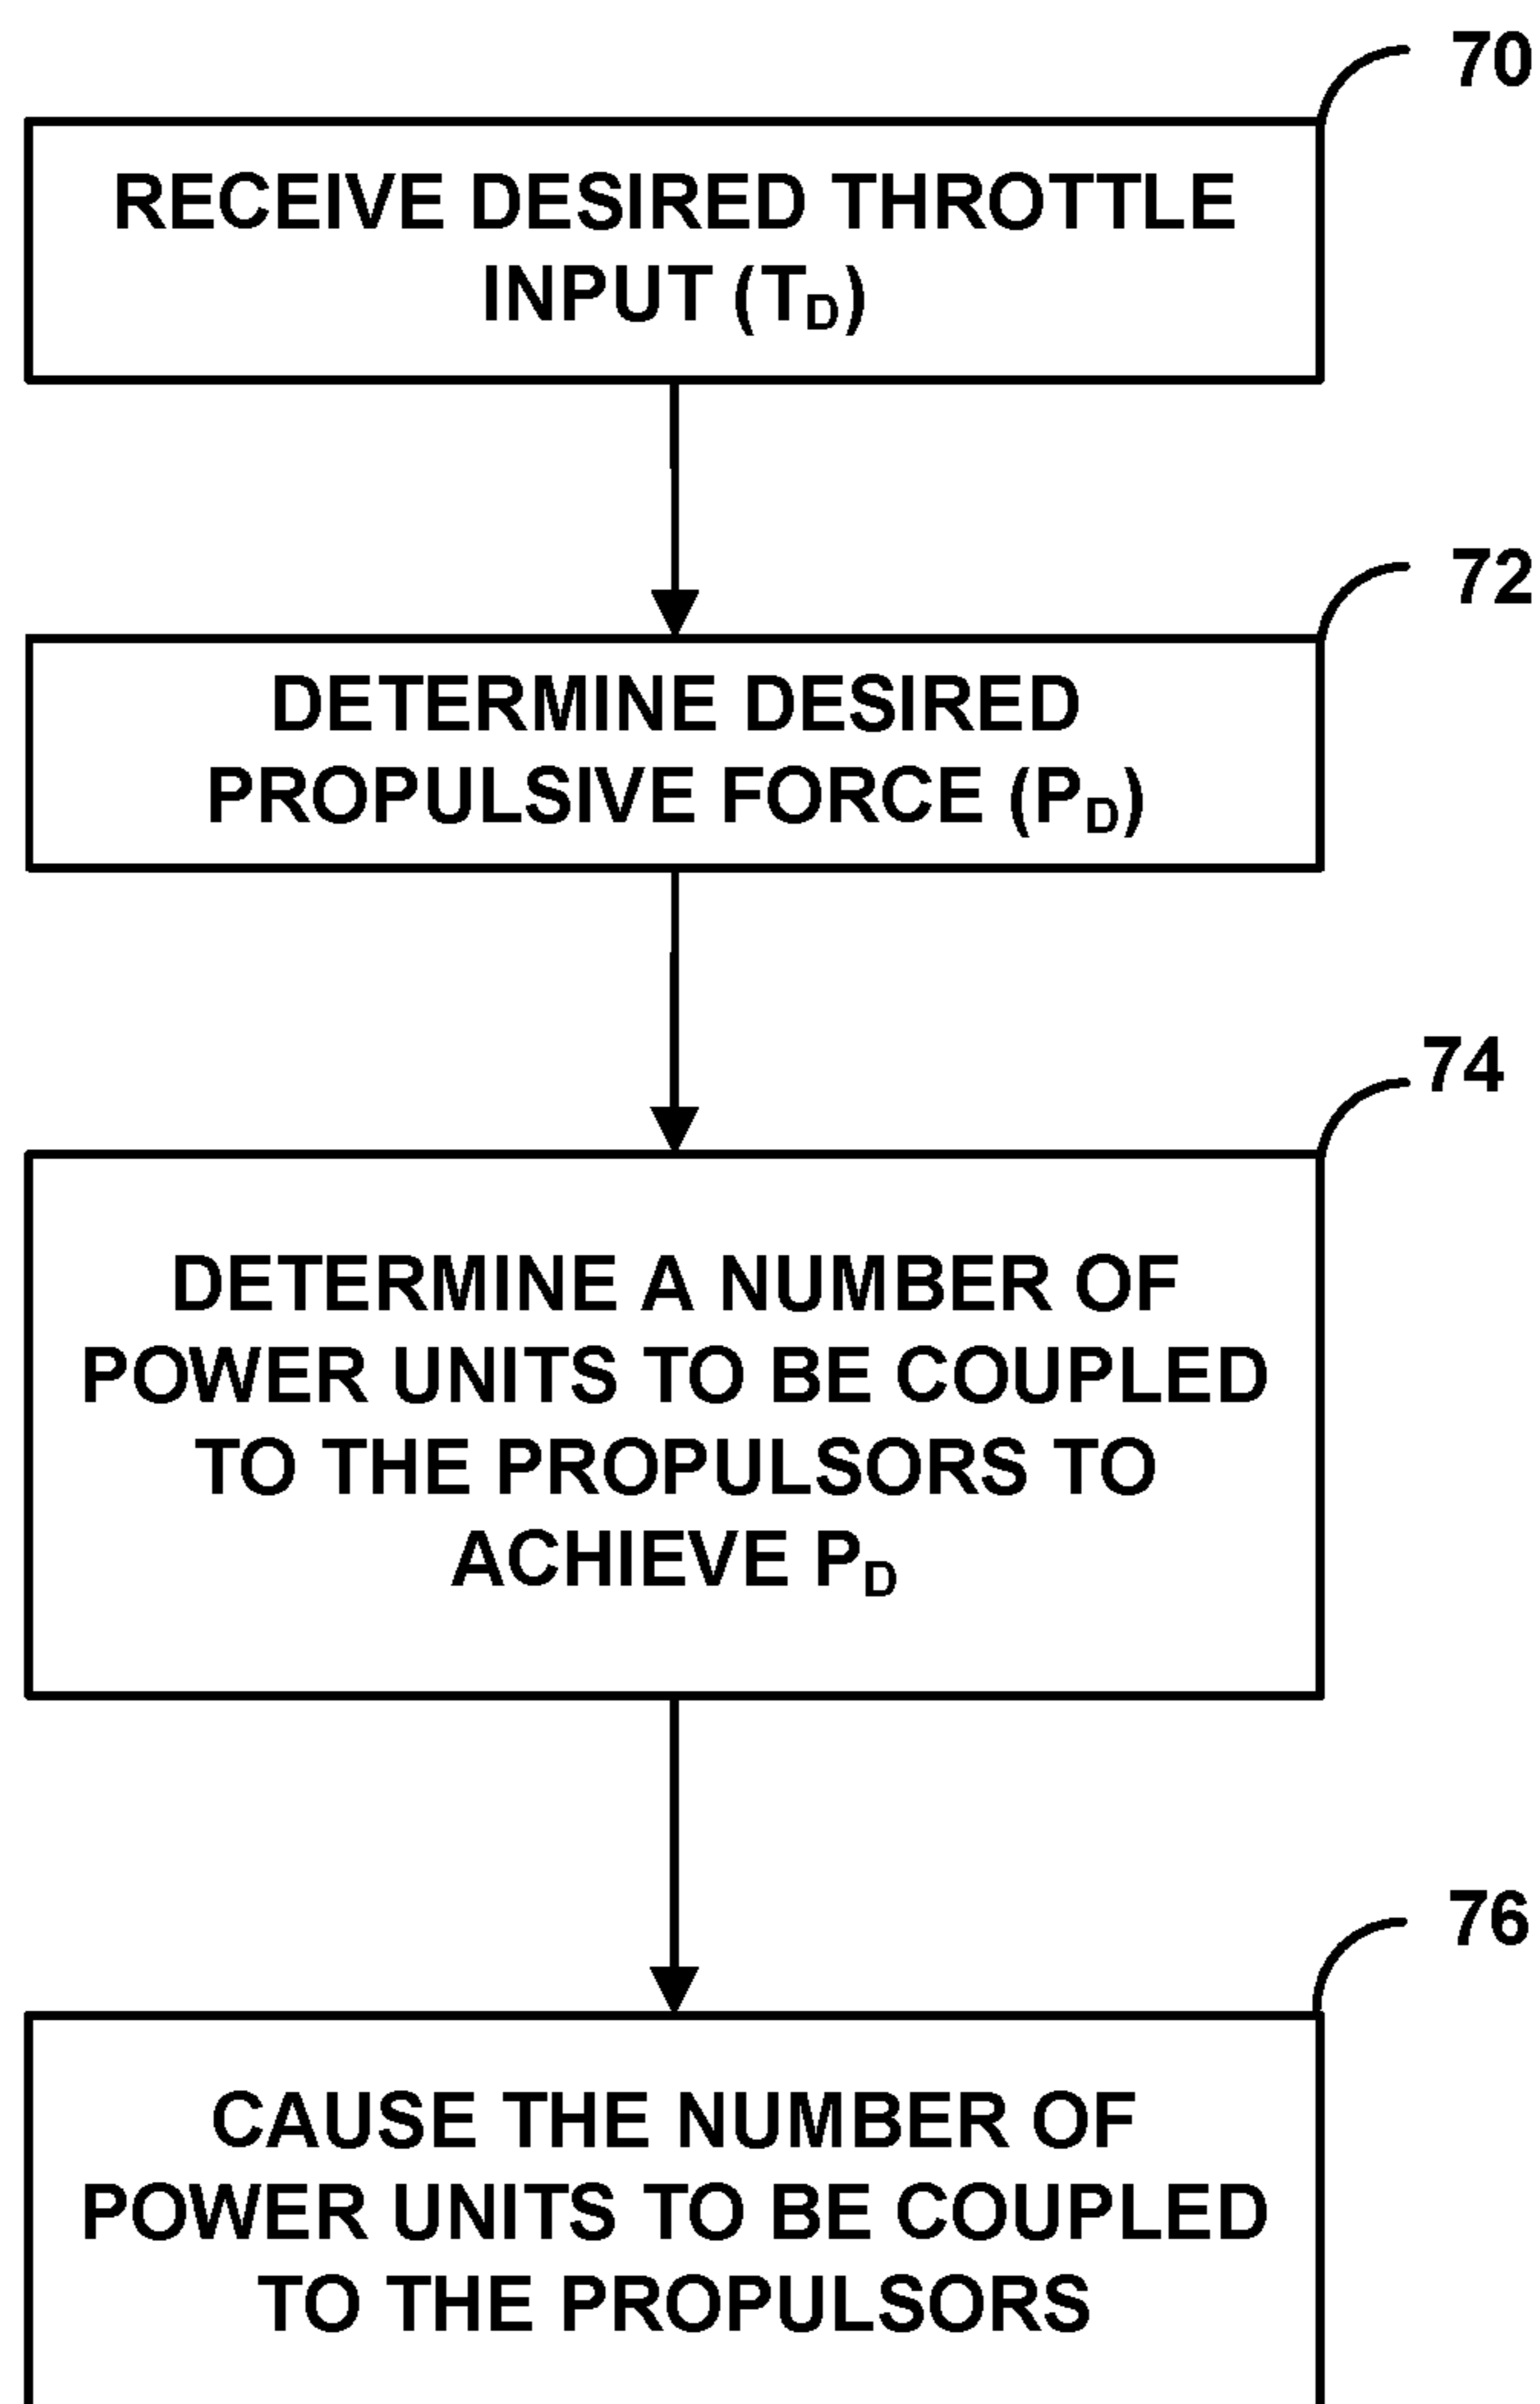 70
RECEIVE DESIRED THROTTLE
INPUT (TD)
72
DETERMINE DESIRED
PROPULSIVE FORCE (PD)
74
DETERMINE A NUMBER OF
POWER UNITS TO BE COUPLED
TO THE PROPULSORS TO
ACHIEVE PD
76
CAUSE THE NUMBER OF
POWER UNITS TO BE COUPLED
TO THE PROPULSORS